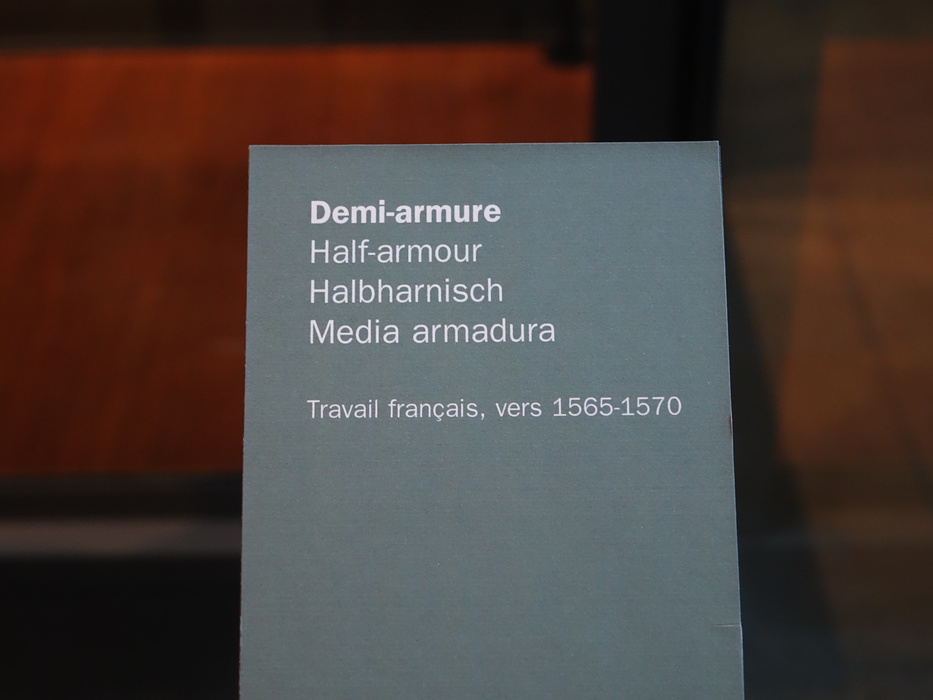 Demi-armure
Half-armour
Halbharnisch
Media armadura
Travail français, vers 1565-1570